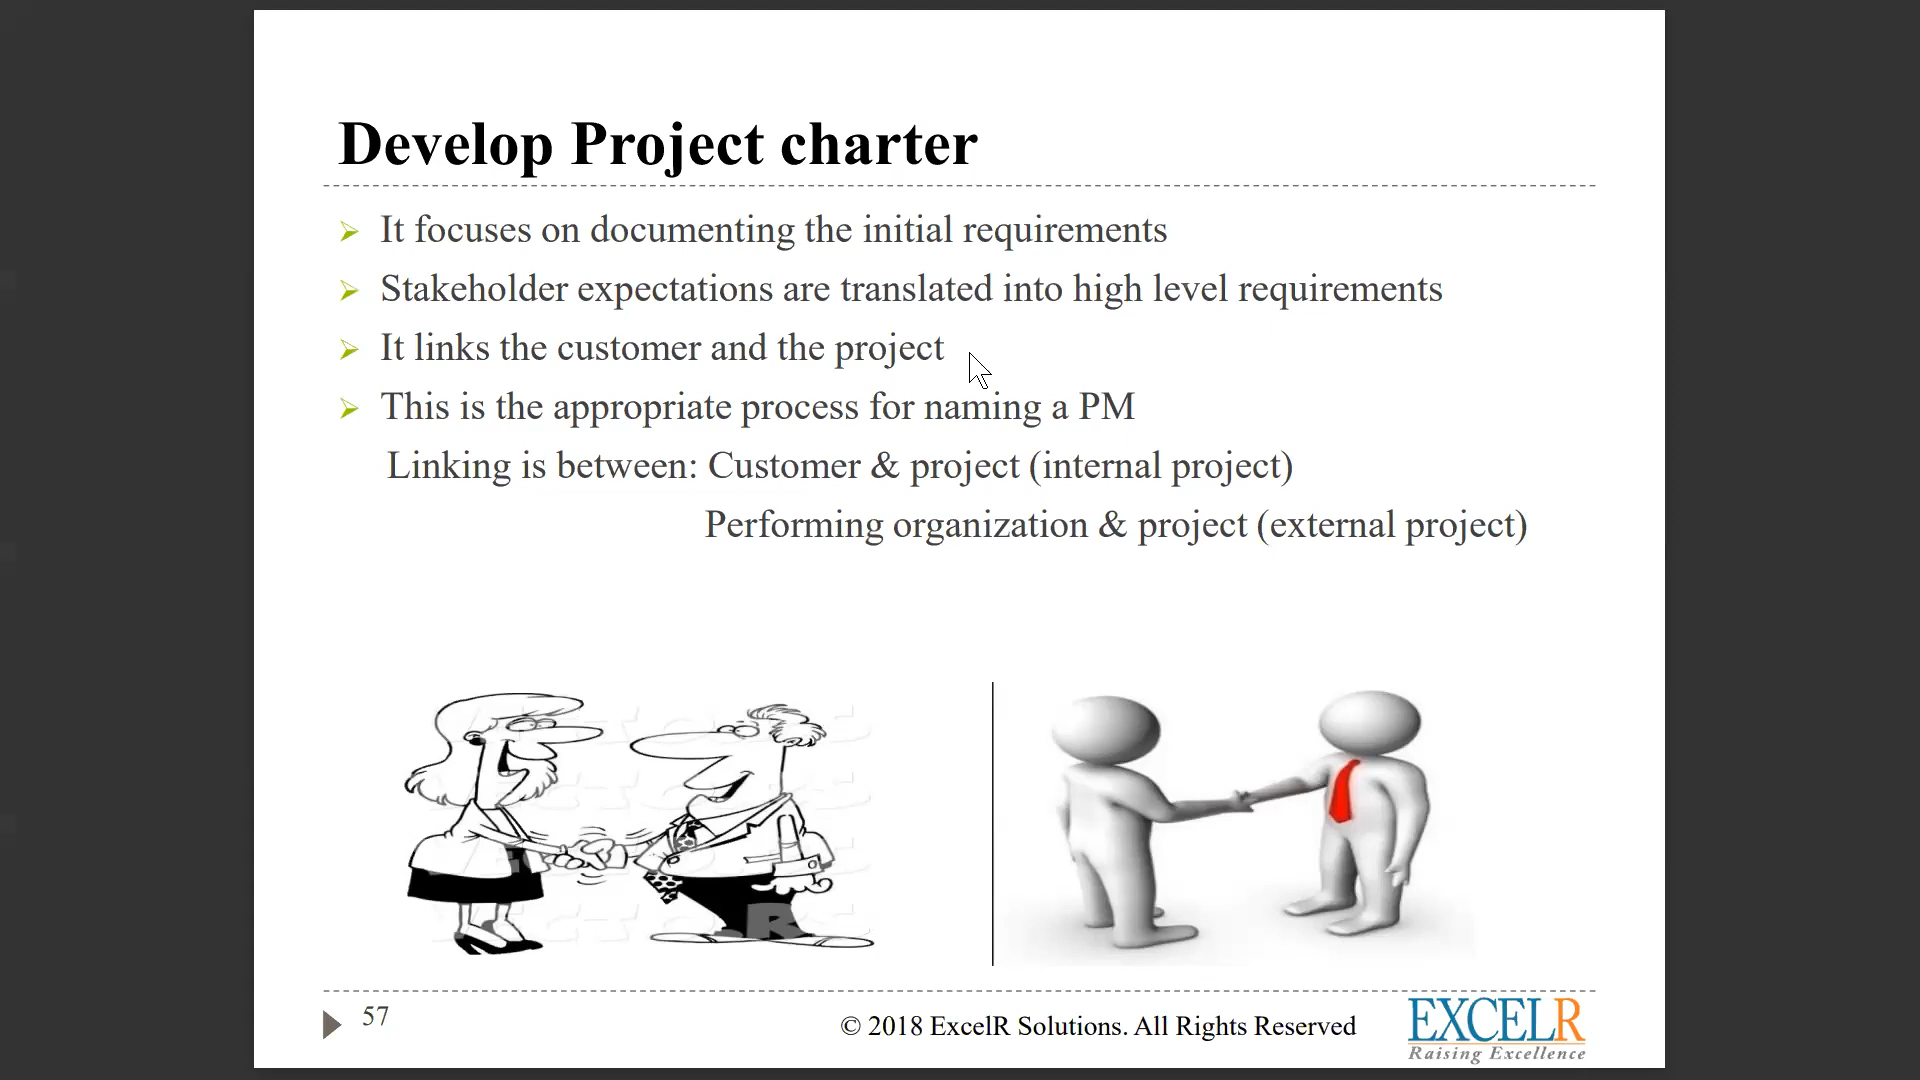 Develop Project charter
It focuses on documenting the initial requirements
Stakeholder expectations are translated into high level requirements
It links the customer and the project
This is the appropriate process for naming a PM
Linking is between: Customer & project (internal project)
Performing organization & project (external project)
57
© 2018 ExcelR Solutions. All Rights Reserved
EXCELR
Raising Excellence